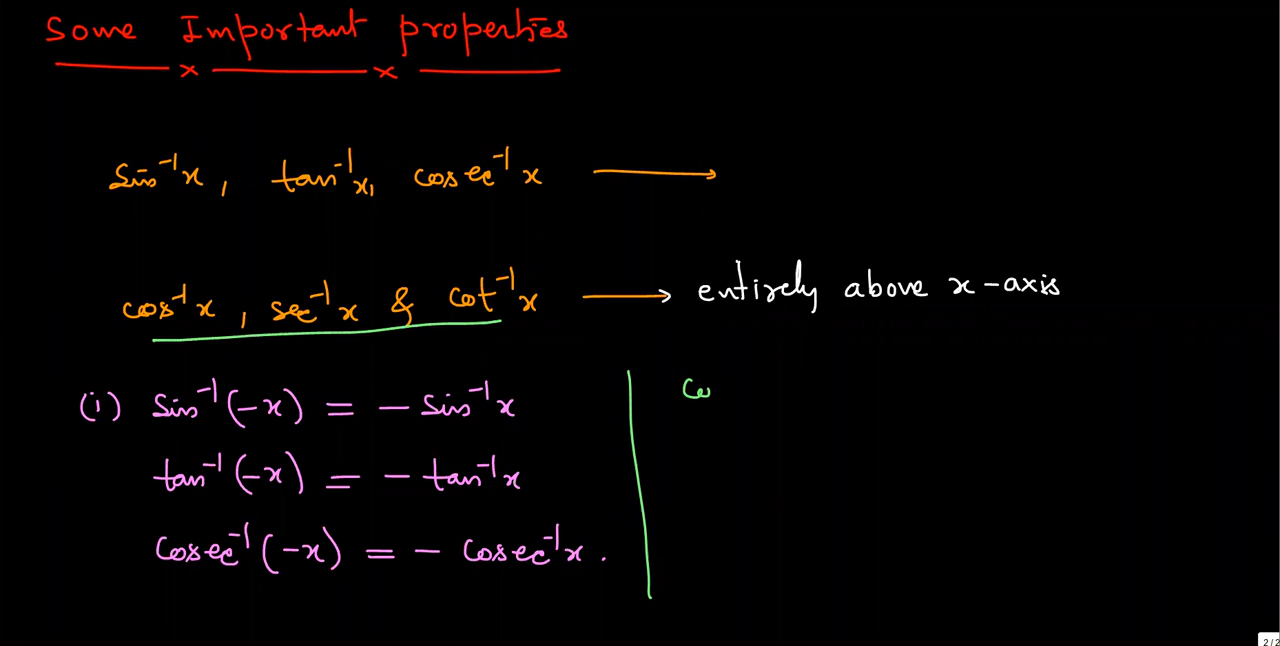 Some Important properties
sin⁻¹x, tan⁻¹x, cosec⁻¹x ⟶
cos⁻¹x, sec⁻¹x & cot⁻¹x ⟶ entirely above x-axis
(i) sin⁻¹(-x) = - sin⁻¹x
co
tan⁻¹(-x) = - tan⁻¹x
cosec⁻¹(-x) = - cosec⁻¹x.
2/2